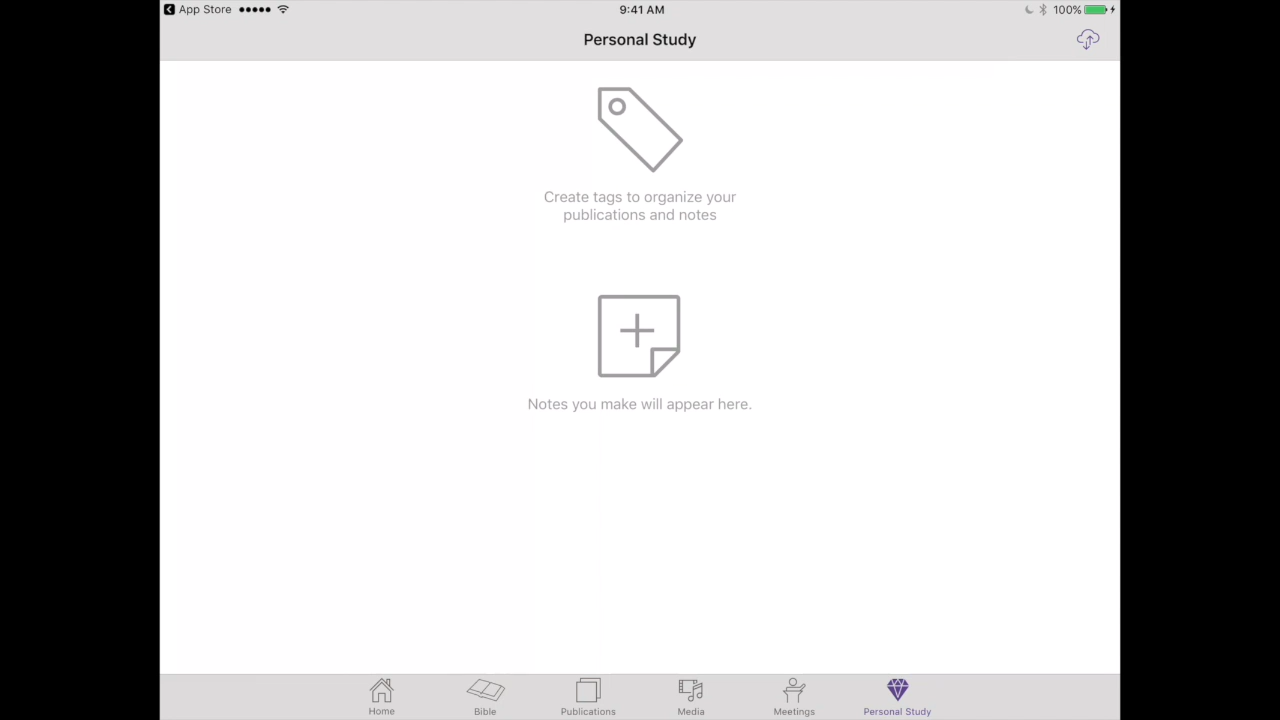 App Store 9:41 AM 100%
Personal Study
Create tags to organize your
publications and notes
Notes you make will appear here.
Home Bible Publications Media Meetings Personal Study